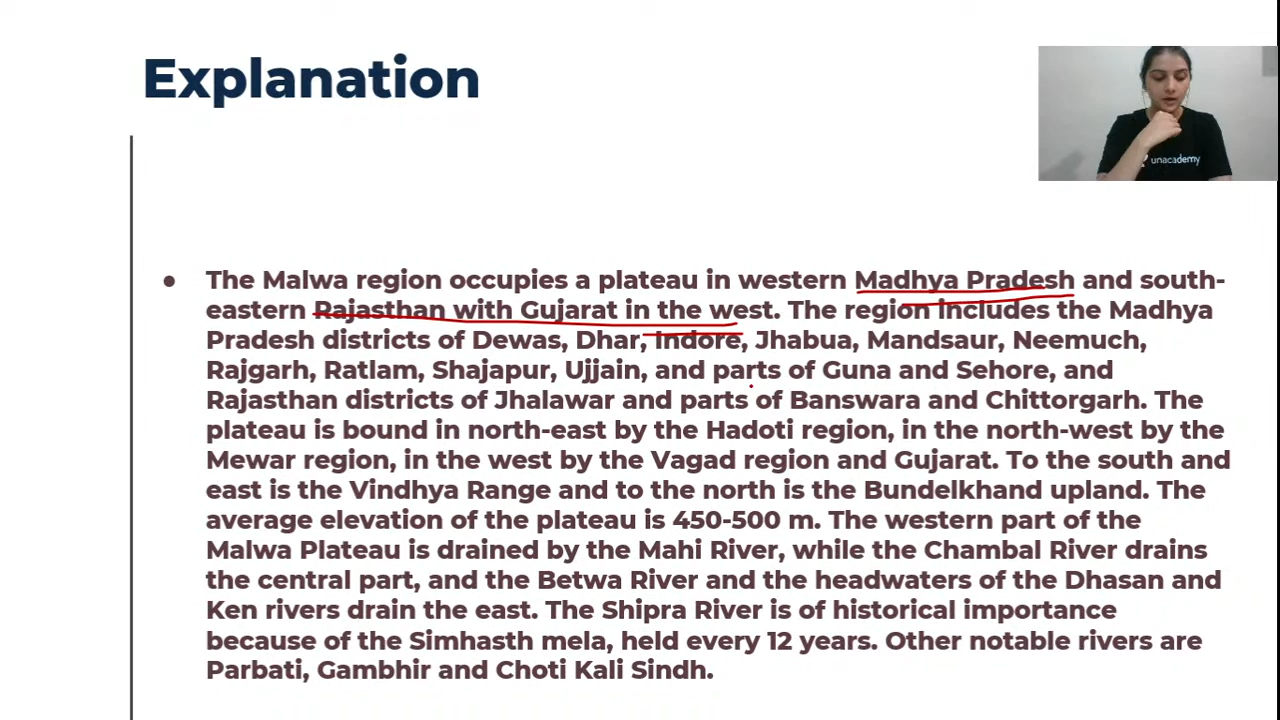 Explanation
unacademy
• The Malwa region occupies a plateau in western Madhya Pradesh and south-
eastern Rajasthan with Gujarat in the west. The region includes the Madhya
Pradesh districts of Dewas, Dhar, Indore, Jhabua, Mandsaur, Neemuch,
Rajgarh, Ratlam, Shajapur, Ujjain, and parts of Guna and Sehore, and
Rajasthan districts of Jhalawar and parts of Banswara and Chittorgarh. The
plateau is bound in north-east by the Hadoti region, in the north-west by the
Mewar region, in the west by the Vagad region and Gujarat. To the south and
east is the Vindhya Range and to the north is the Bundelkhand upland. The
average elevation of the plateau is 450-500 m. The western part of the
Malwa Plateau is drained by the Mahi River, while the Chambal River drains
the central part, and the Betwa River and the headwaters of the Dhasan and
Ken rivers drain the east. The Shipra River is of historical importance
because of the Simhasth mela, held every 12 years. Other notable rivers are
Parbati, Gambhir and Choti Kali Sindh.